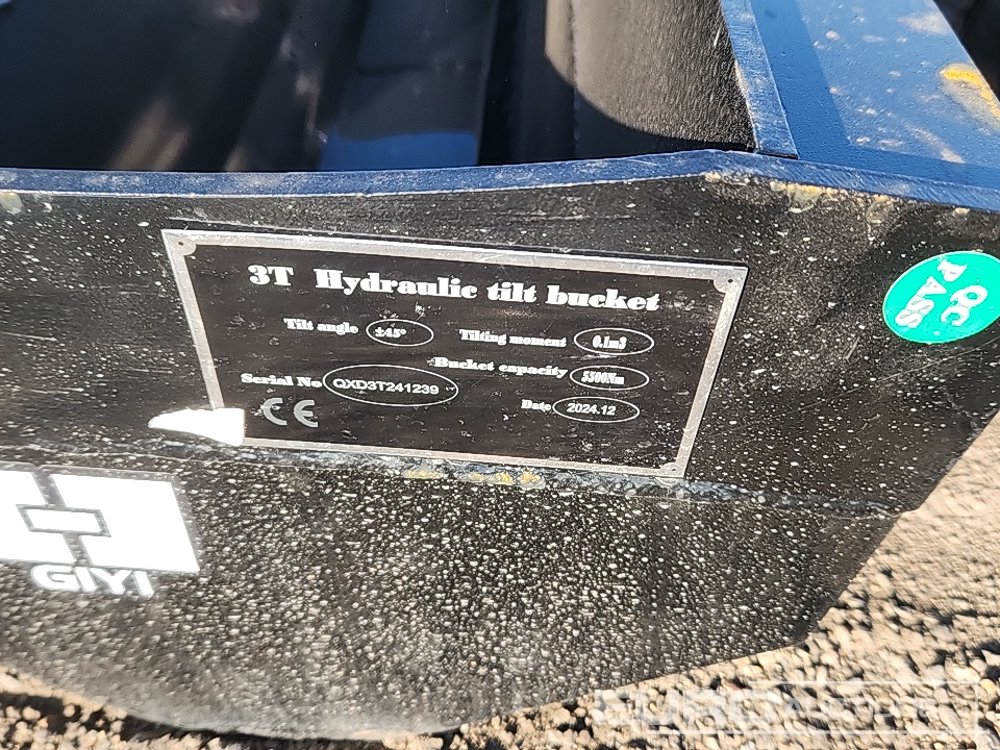 3T Hydraulic tilt bucket
Tilt angle ±45° Tilting moment 0.1m3
Bucket capacity 5500Nm
Serial No QXD3T241239
Date 2024.12
CE
QC
PASS
GIYI